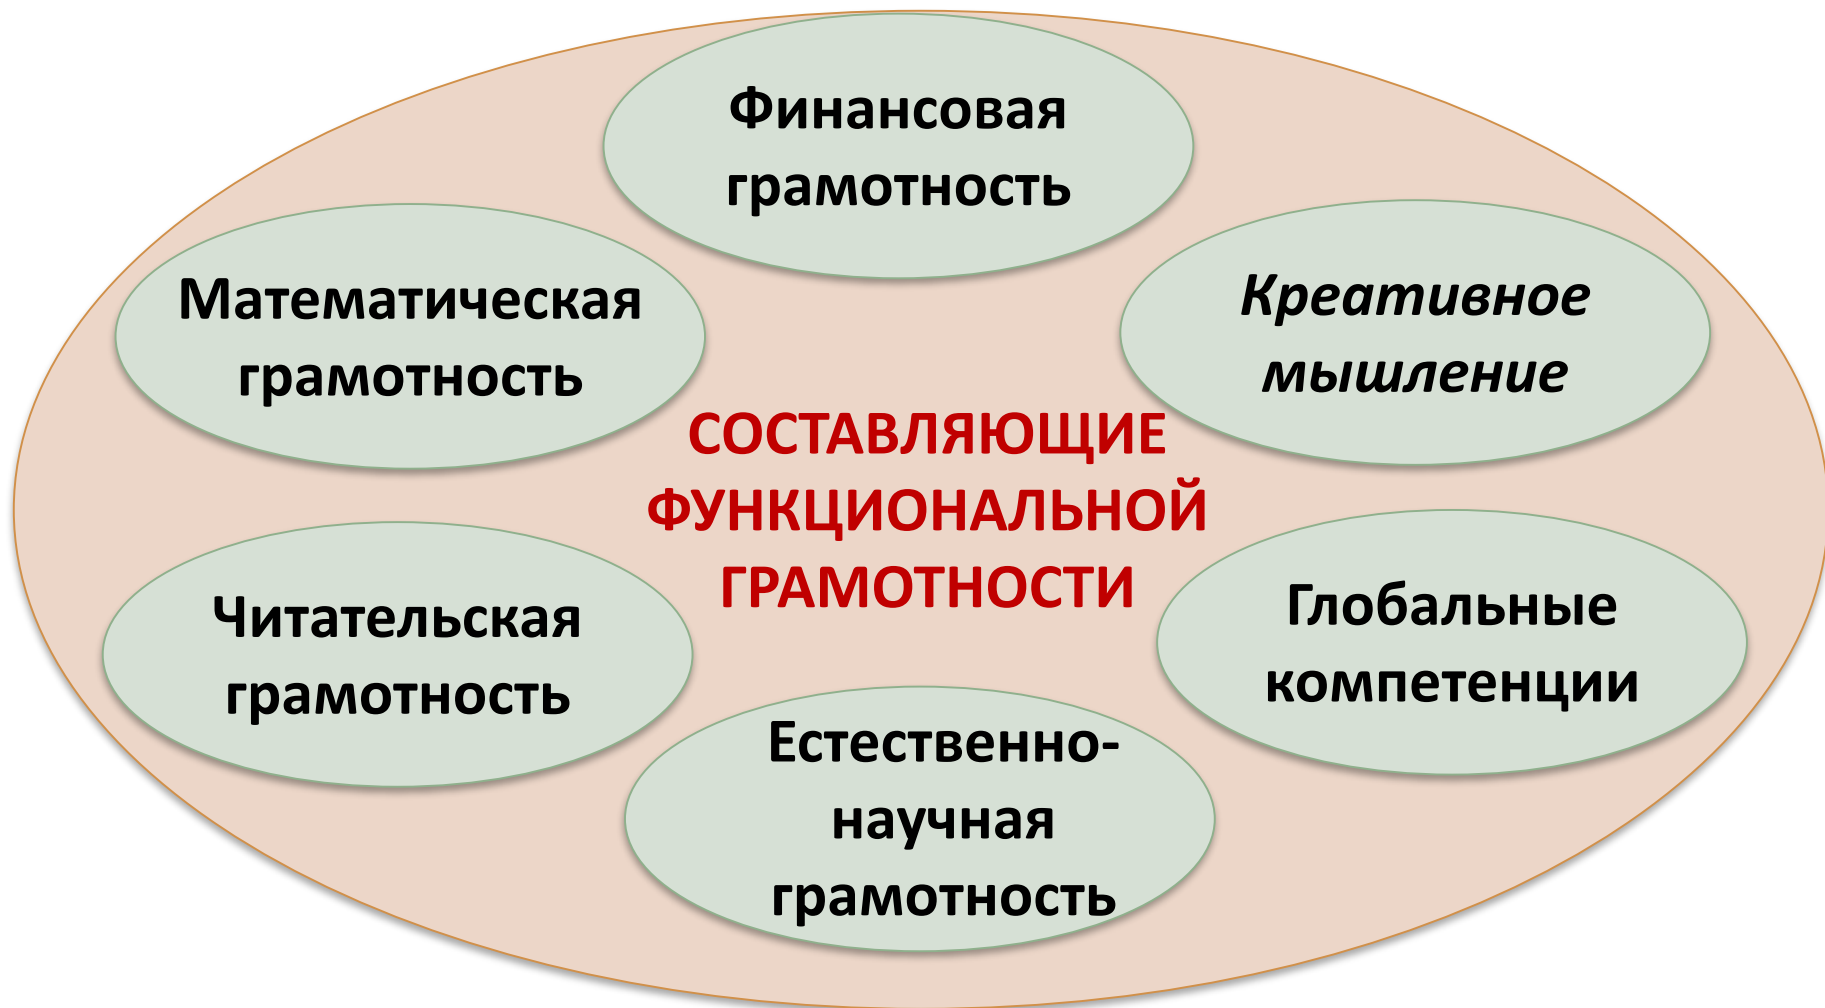 Финансовая
грамотность
Математическая
грамотность
Креативное
мышление
СОСТАВЛЯЮЩИЕ
ФУНКЦИОНАЛЬНОЙ
ГРАМОТНОСТИ
Читательская
грамотность
Глобальные
компетенции
Естественно-
научная
грамотность